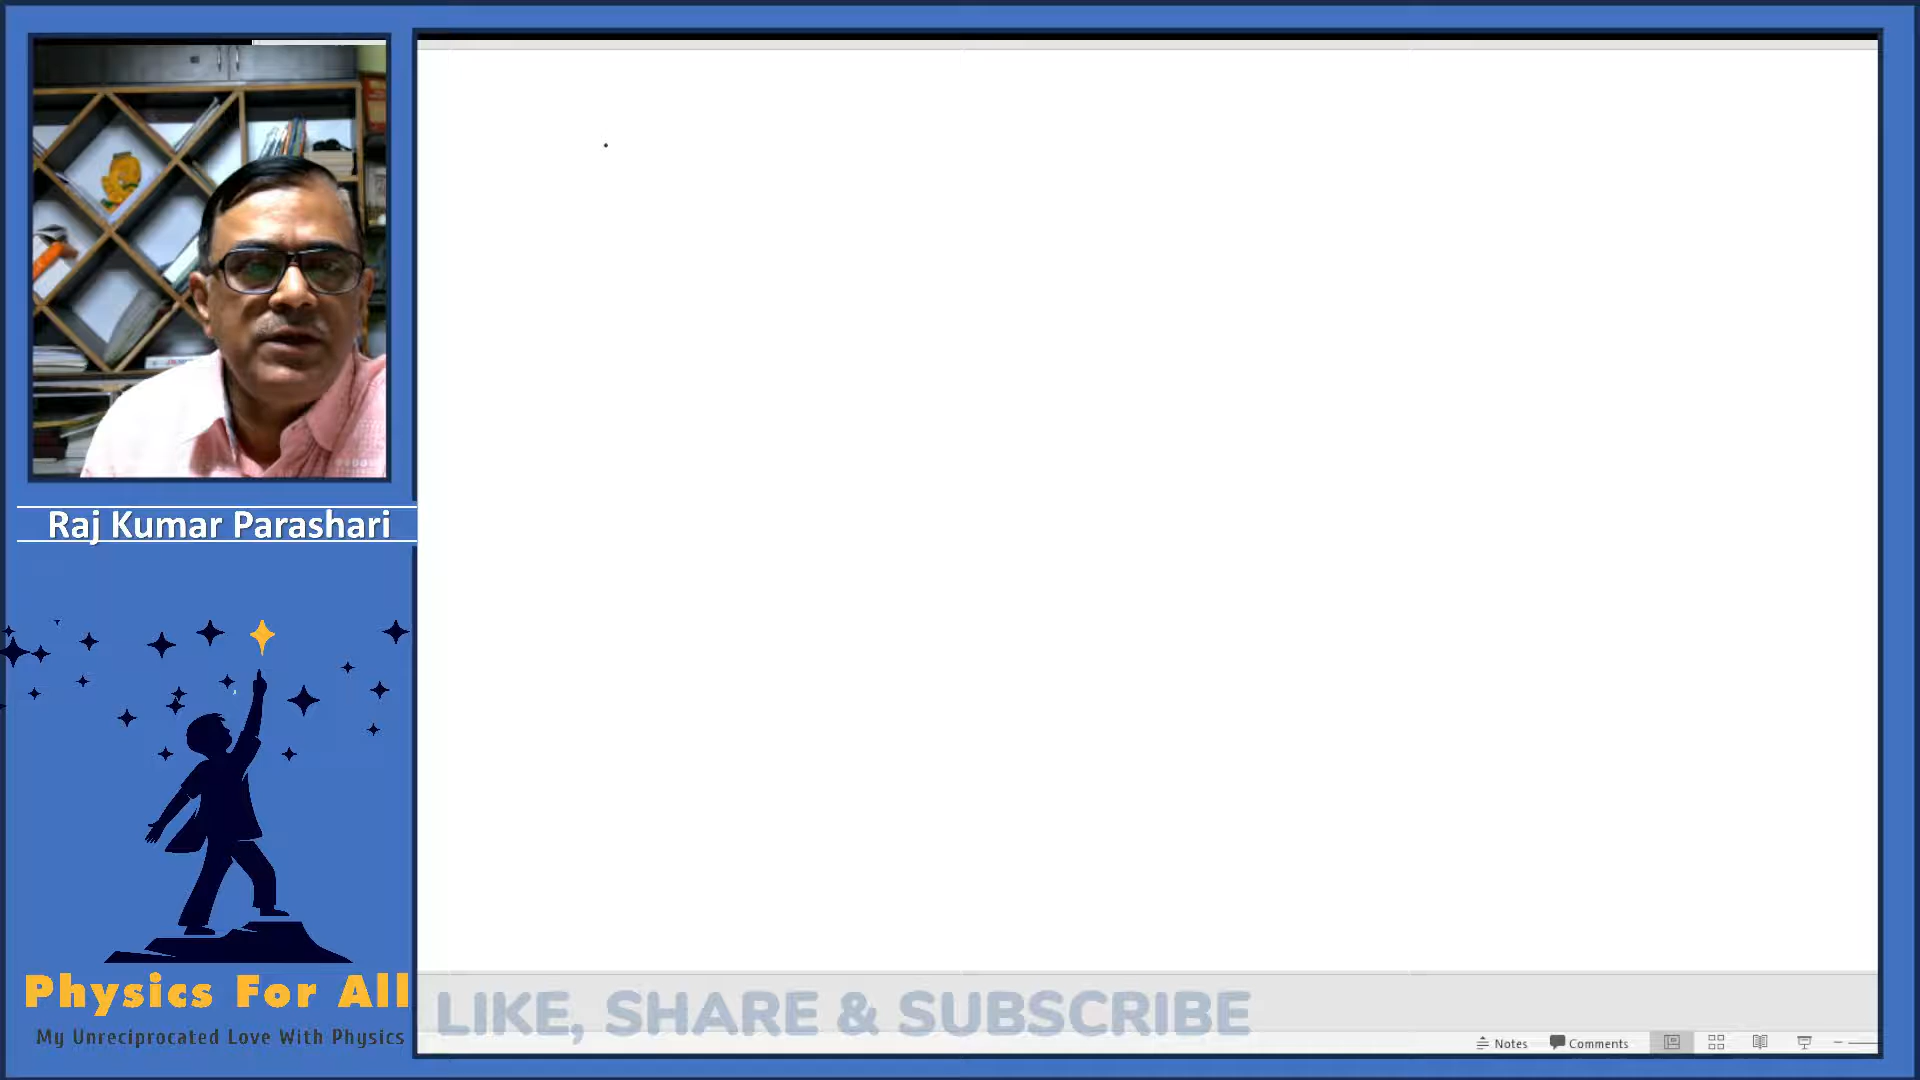 Raj Kumar Parashari
Physics For All
My Unreciprocated Love With Physics
LIKE, SHARE & SUBSCRIBE
Notes
Comments